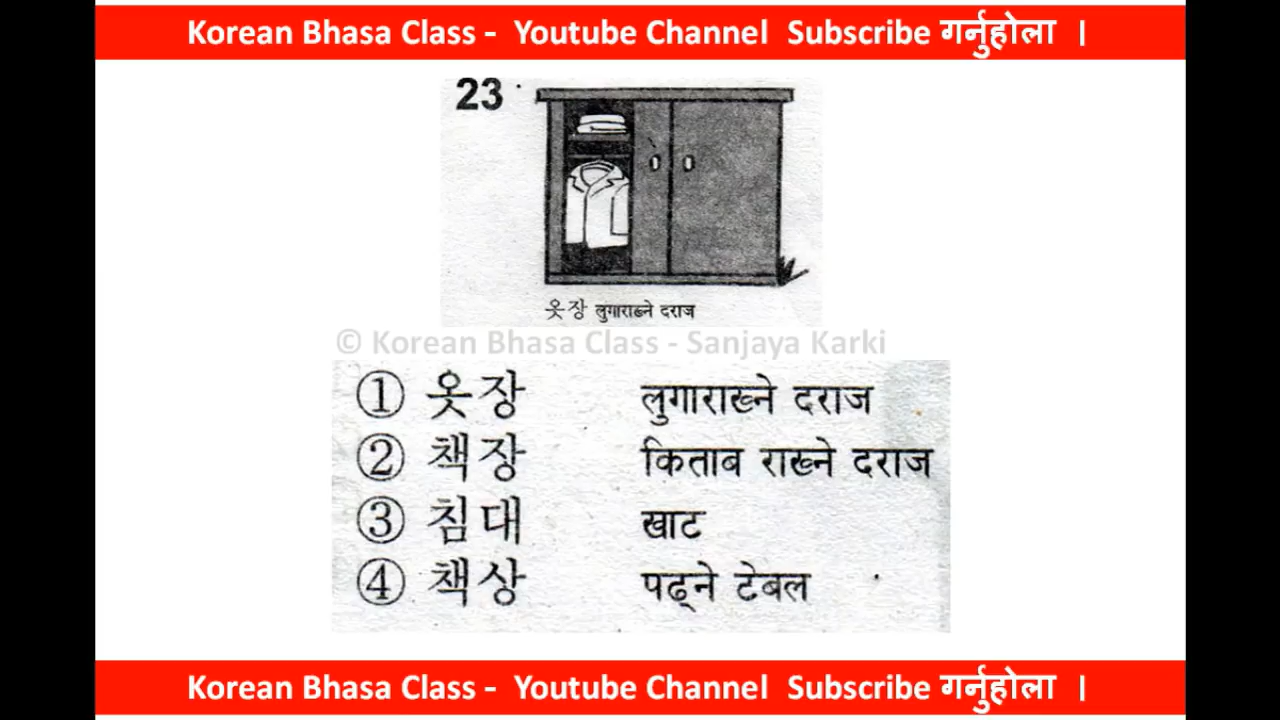 Korean Bhasa Class - Youtube Channel Subscribe गर्नुहोला ।
23
옷장 लुगाराख्ने दराज
© Korean Bhasa Class - Sanjaya Karki
① 옷장 लुगाराख्ने दराज
② 책장 किताब राख्ने दराज
③ 침대 खाट
④ 책상 पढ्ने टेबल
Korean Bhasa Class - Youtube Channel Subscribe गर्नुहोला ।